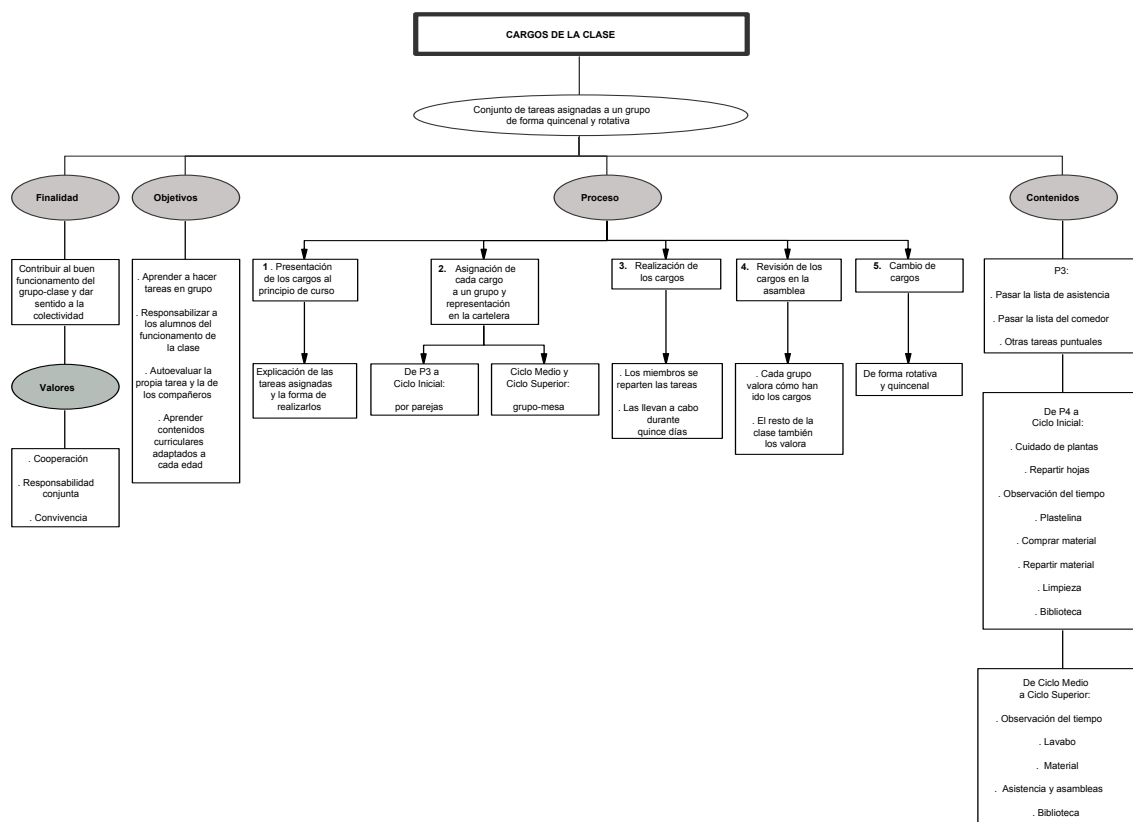 CARGOS DE LA CLASE
Conjunto de tareas asignadas a un grupo
de forma quincenal y rotativa
Finalidad
Objetivos
Proceso
Contenidos
Contribuir al buen
funcionamiento del
grupo-clase y dar
sentido a la
colectividad
Valores
. Cooperación
. Responsabilidad
conjunta
. Convivencia
. Aprender a hacer
tareas en grupo
. Responsabilizar a
los alumnos del
funcionamiento de
la clase
. Autoevaluar la
propia tarea y la de
los compañeros
. Aprender
contenidos
curriculares
adaptados a
cada edad
1 . Presentación
de los cargos al
principio de curso
Explicación de las
tareas asignadas
y la forma de
realizarlos
2. Asignación de
cada cargo
a un grupo y
representación
en la cartelera
De P3 a
Ciclo Inicial:
por parejas
Ciclo Medio y
Ciclo Superior:
grupo-mesa
3. Realización de
los cargos
. Los miembros se
reparten las tareas
. Las llevan a cabo
durante
quince días
4. Revisión de los
cargos en la
asamblea
. Cada grupo
valora cómo han
ido los cargos
. El resto de la
clase también
los valora
5. Cambio de
cargos
De forma rotativa
y quincenal
P3:
. Pasar la lista de asistencia
. Pasar la lista del comedor
. Otras tareas puntuales
De P4 a
Ciclo Inicial:
. Cuidado de plantas
. Repartir hojas
. Observación del tiempo
. Plastelina
. Comprar material
. Repartir material
. Limpieza
. Biblioteca
De Ciclo Medio
a Ciclo Superior:
. Observación del tiempo
. Lavabo
. Material
. Asistencia y asambleas
. Biblioteca